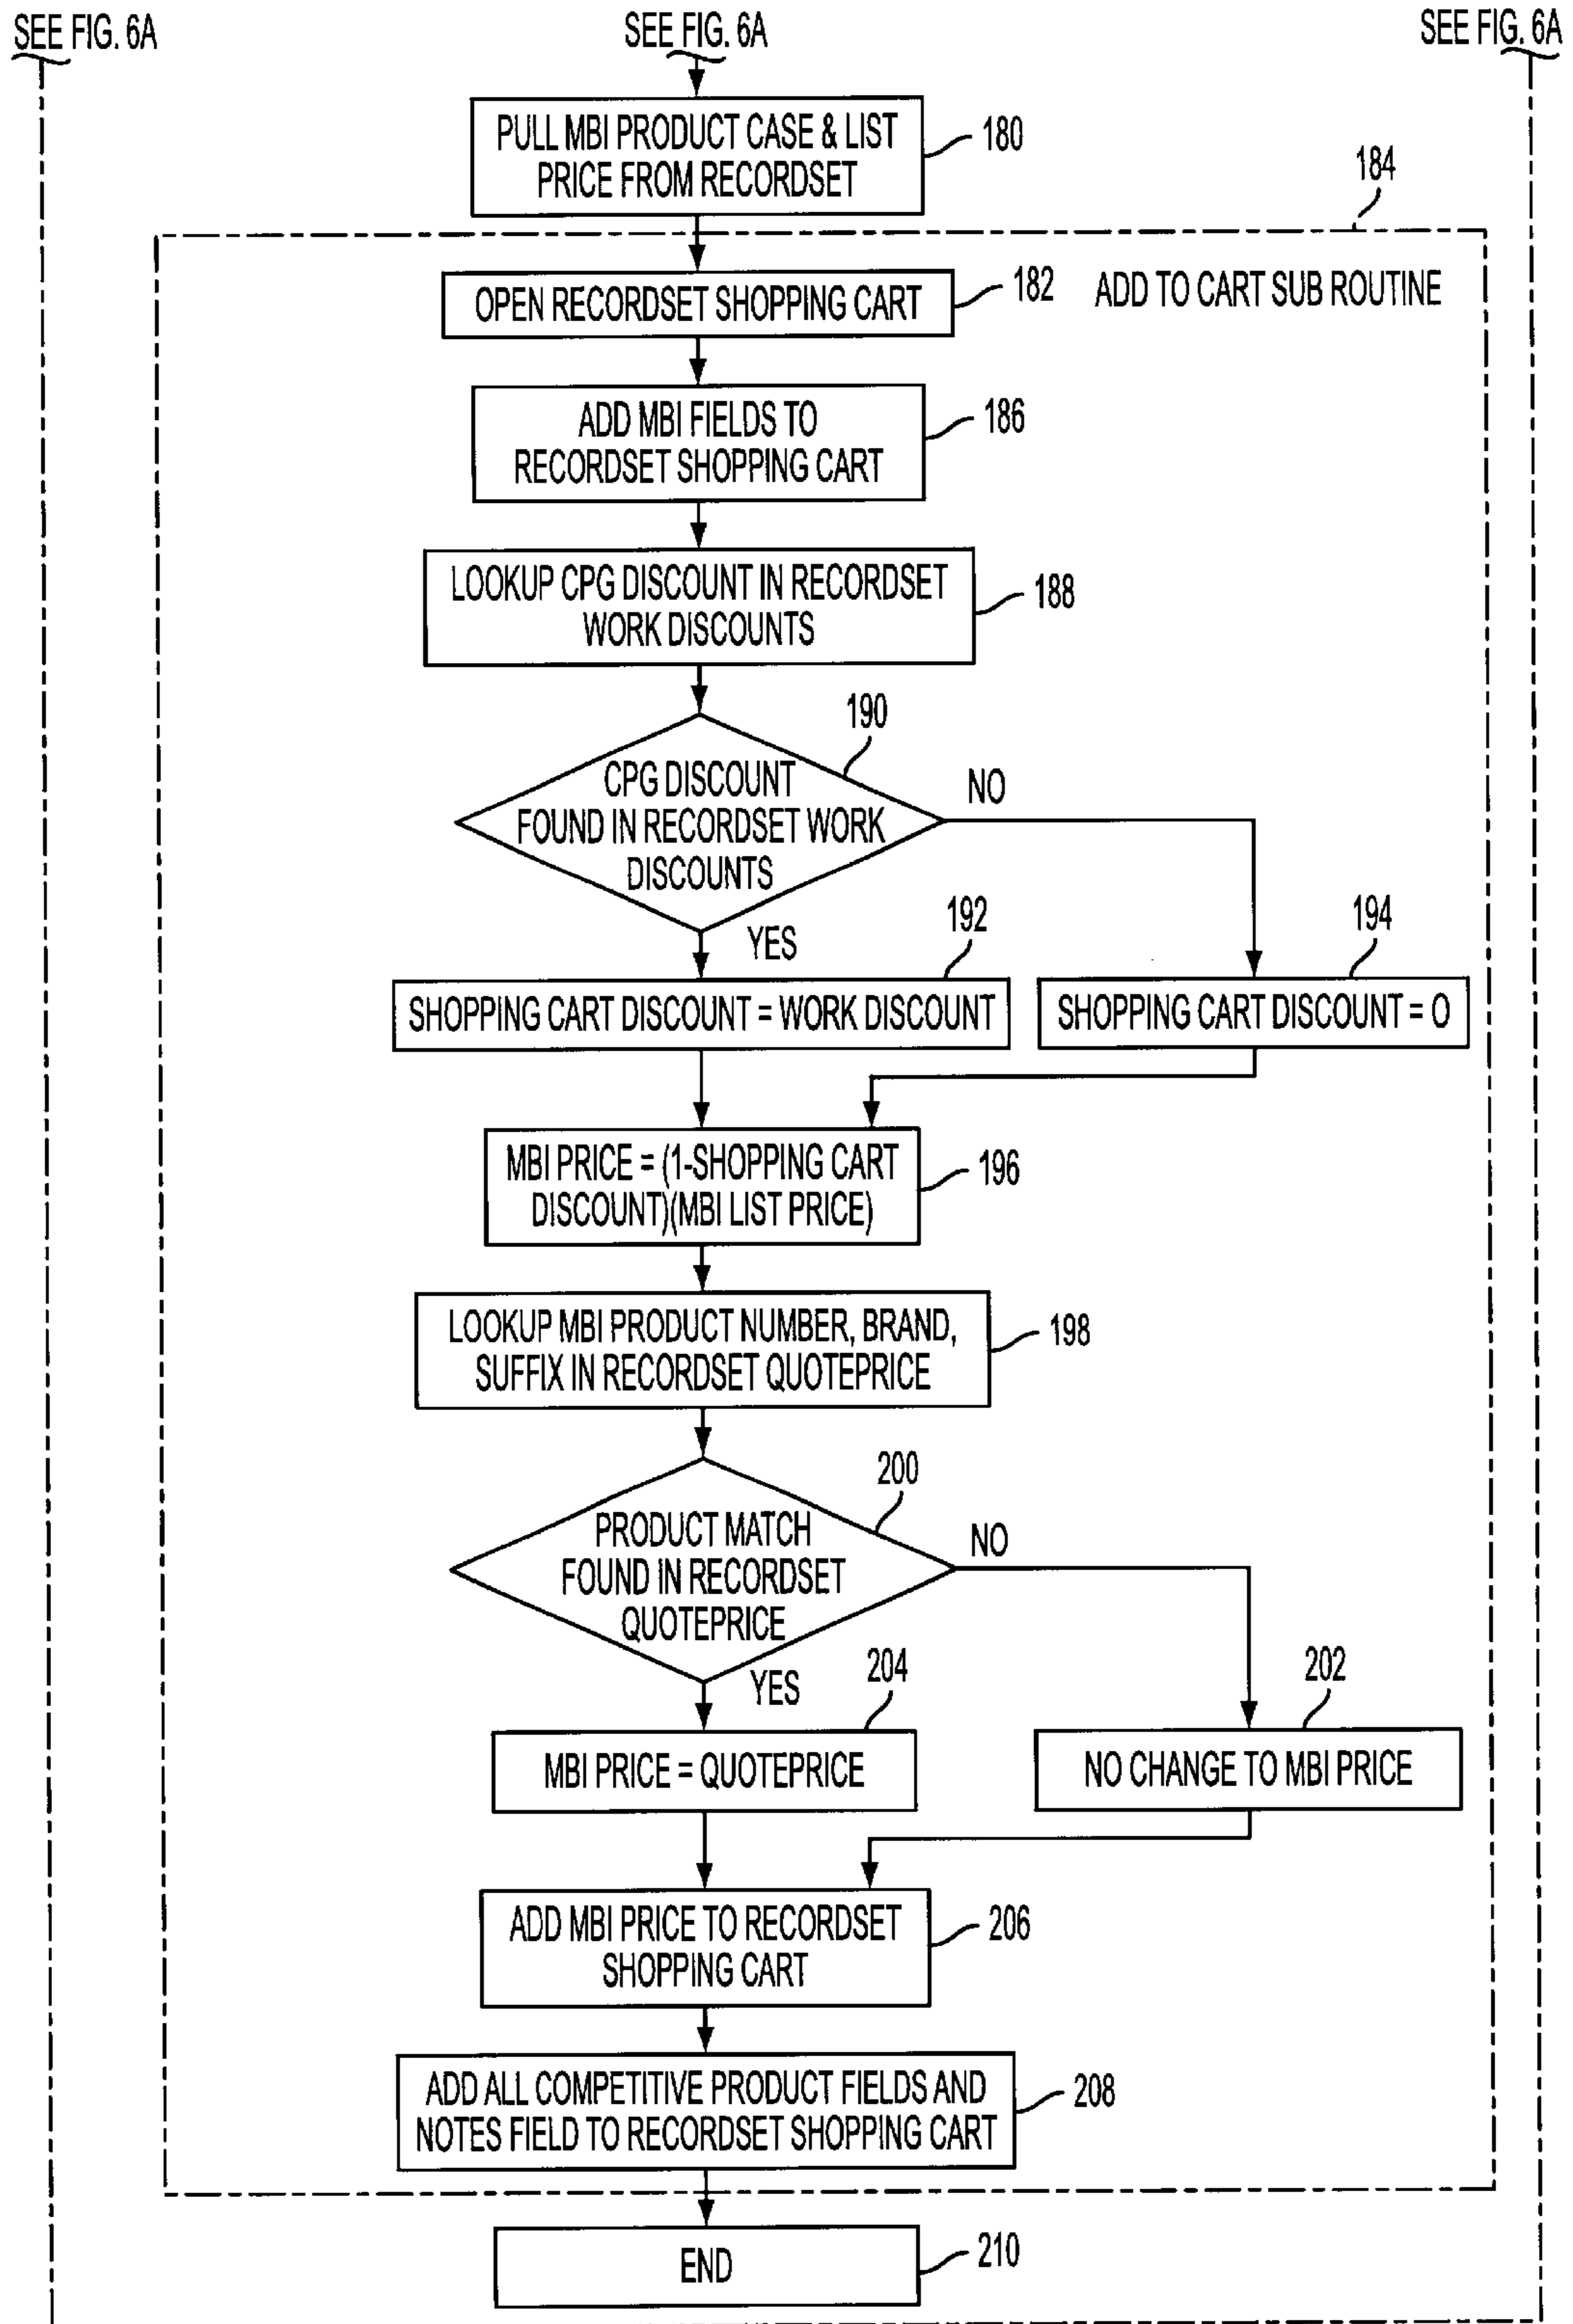 SEE FIG. 6A
SEE FIG. 6A
SEE FIG. 6A
PULL MBI PRODUCT CASE & LIST
PRICE FROM RECORDSET
180
184
OPEN RECORDSET SHOPPING CART
182
ADD TO CART SUB ROUTINE
ADD MBI FIELDS TO
RECORDSET SHOPPING CART
186
LOOKUP CPG DISCOUNT IN RECORDSET
WORK DISCOUNTS
188
190
CPG DISCOUNT
FOUND IN RECORDSET WORK
DISCOUNTS
NO
YES
192
194
SHOPPING CART DISCOUNT = WORK DISCOUNT
SHOPPING CART DISCOUNT = 0
MBI PRICE = (1-SHOPPING CART
DISCOUNT)(MBI LIST PRICE)
196
LOOKUP MBI PRODUCT NUMBER, BRAND,
SUFFIX IN RECORDSET QUOTEPRICE
198
200
PRODUCT MATCH
FOUND IN RECORDSET
QUOTEPRICE
NO
YES
204
202
MBI PRICE = QUOTEPRICE
NO CHANGE TO MBI PRICE
ADD MBI PRICE TO RECORDSET
SHOPPING CART
206
ADD ALL COMPETITIVE PRODUCT FIELDS AND
NOTES FIELD TO RECORDSET SHOPPING CART
208
END
210